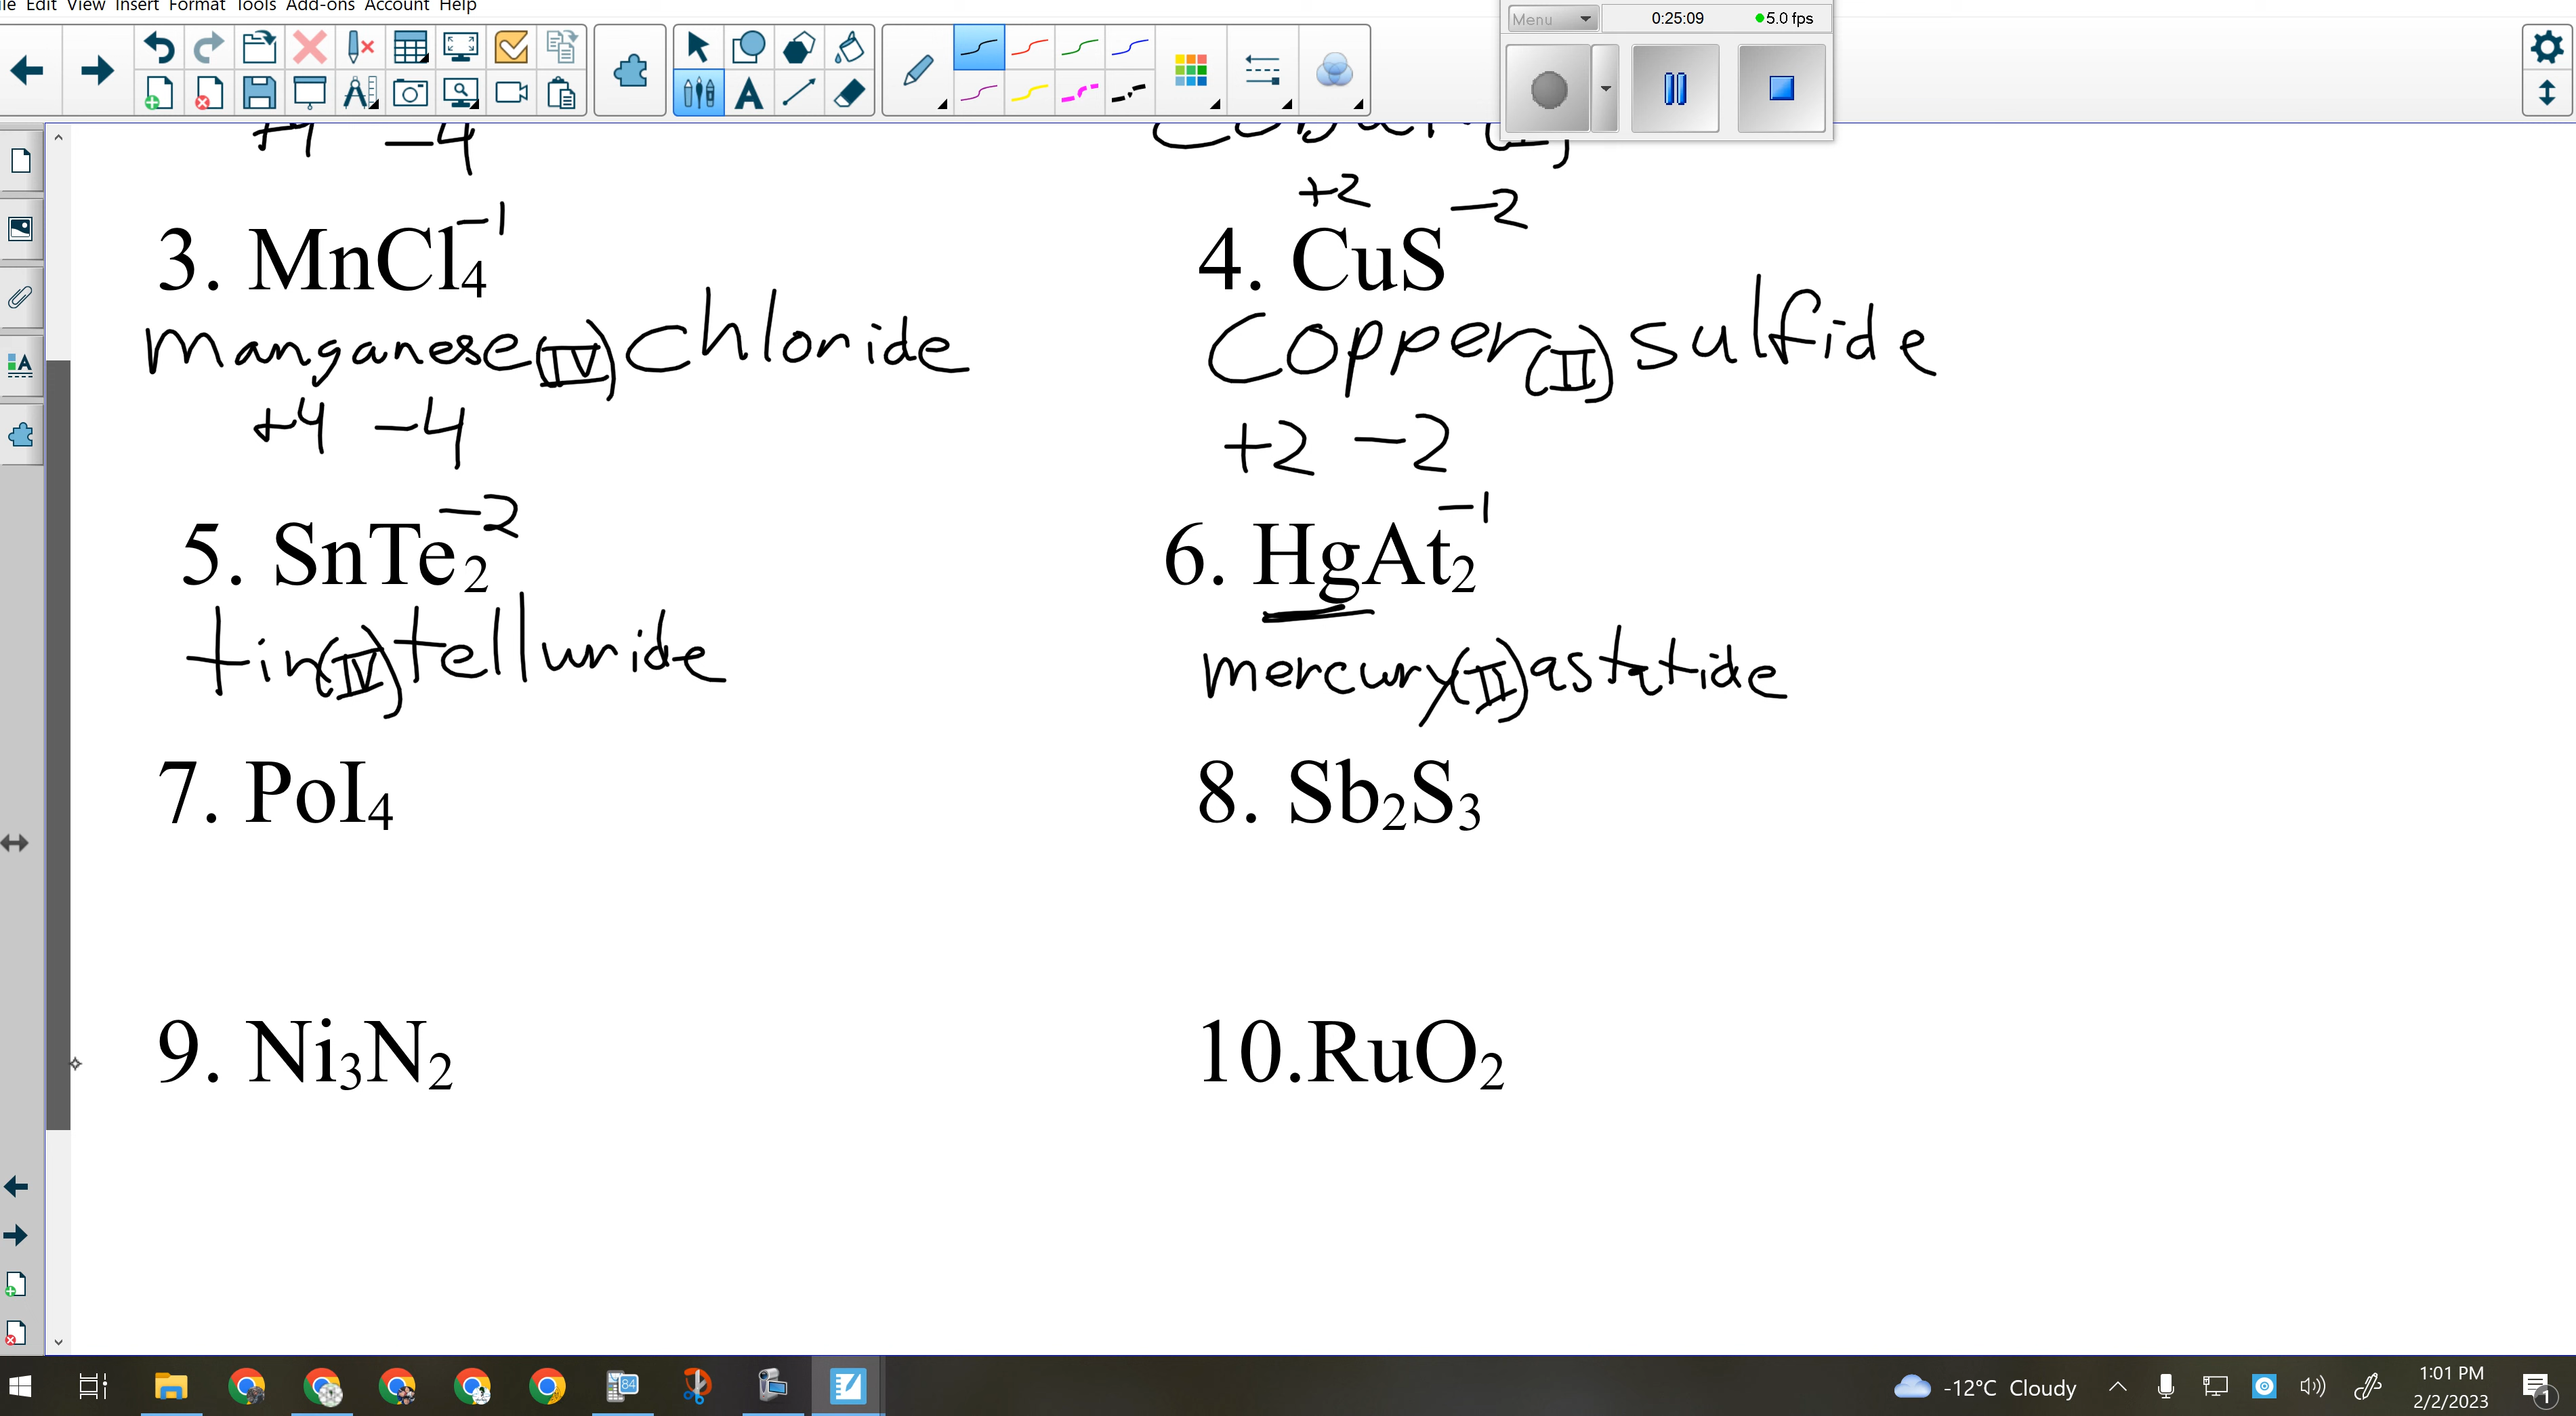 le Edit View Insert Format Tools Add-ons Account Help
Menu 0:25:09 5.0 fps
+4 -4
+2 -2
3. MnCl₄ -1 4. CuS
manganese(IV) chloride Copper(II) sulfide
+4 -4 +2 -2
5. SnTe₂ -2 6. HgAt₂ -1
tin(IV) telluride mercury(II) astatide
7. PoI₄ 8. Sb₂S₃
9. Ni₃N₂ 10.RuO₂
84 -12°C Cloudy 1:01 PM
2/2/2023 1